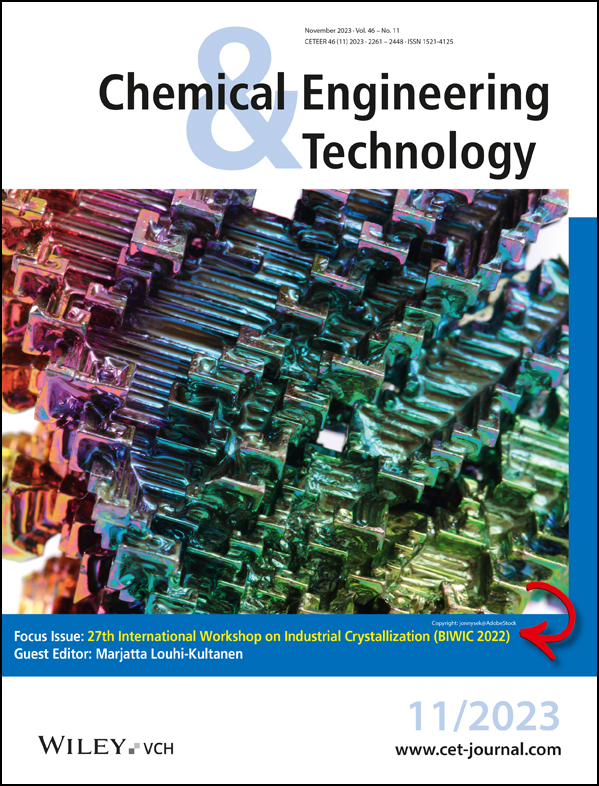 November 2023 · Vol. 46 – No. 11
CETEER 46 (11) 2023 · 2261 – 2448 · ISSN 1521-4125
&
Chemical Engineering
Technology
Copyright: jonnysek@AdobeStock
Focus Issue: 27th International Workshop on Industrial Crystallization (BIWIC 2022)
Guest Editor: Marjatta Louhi-Kultanen
11/2023
WILEY-VCH
www.cet-journal.com